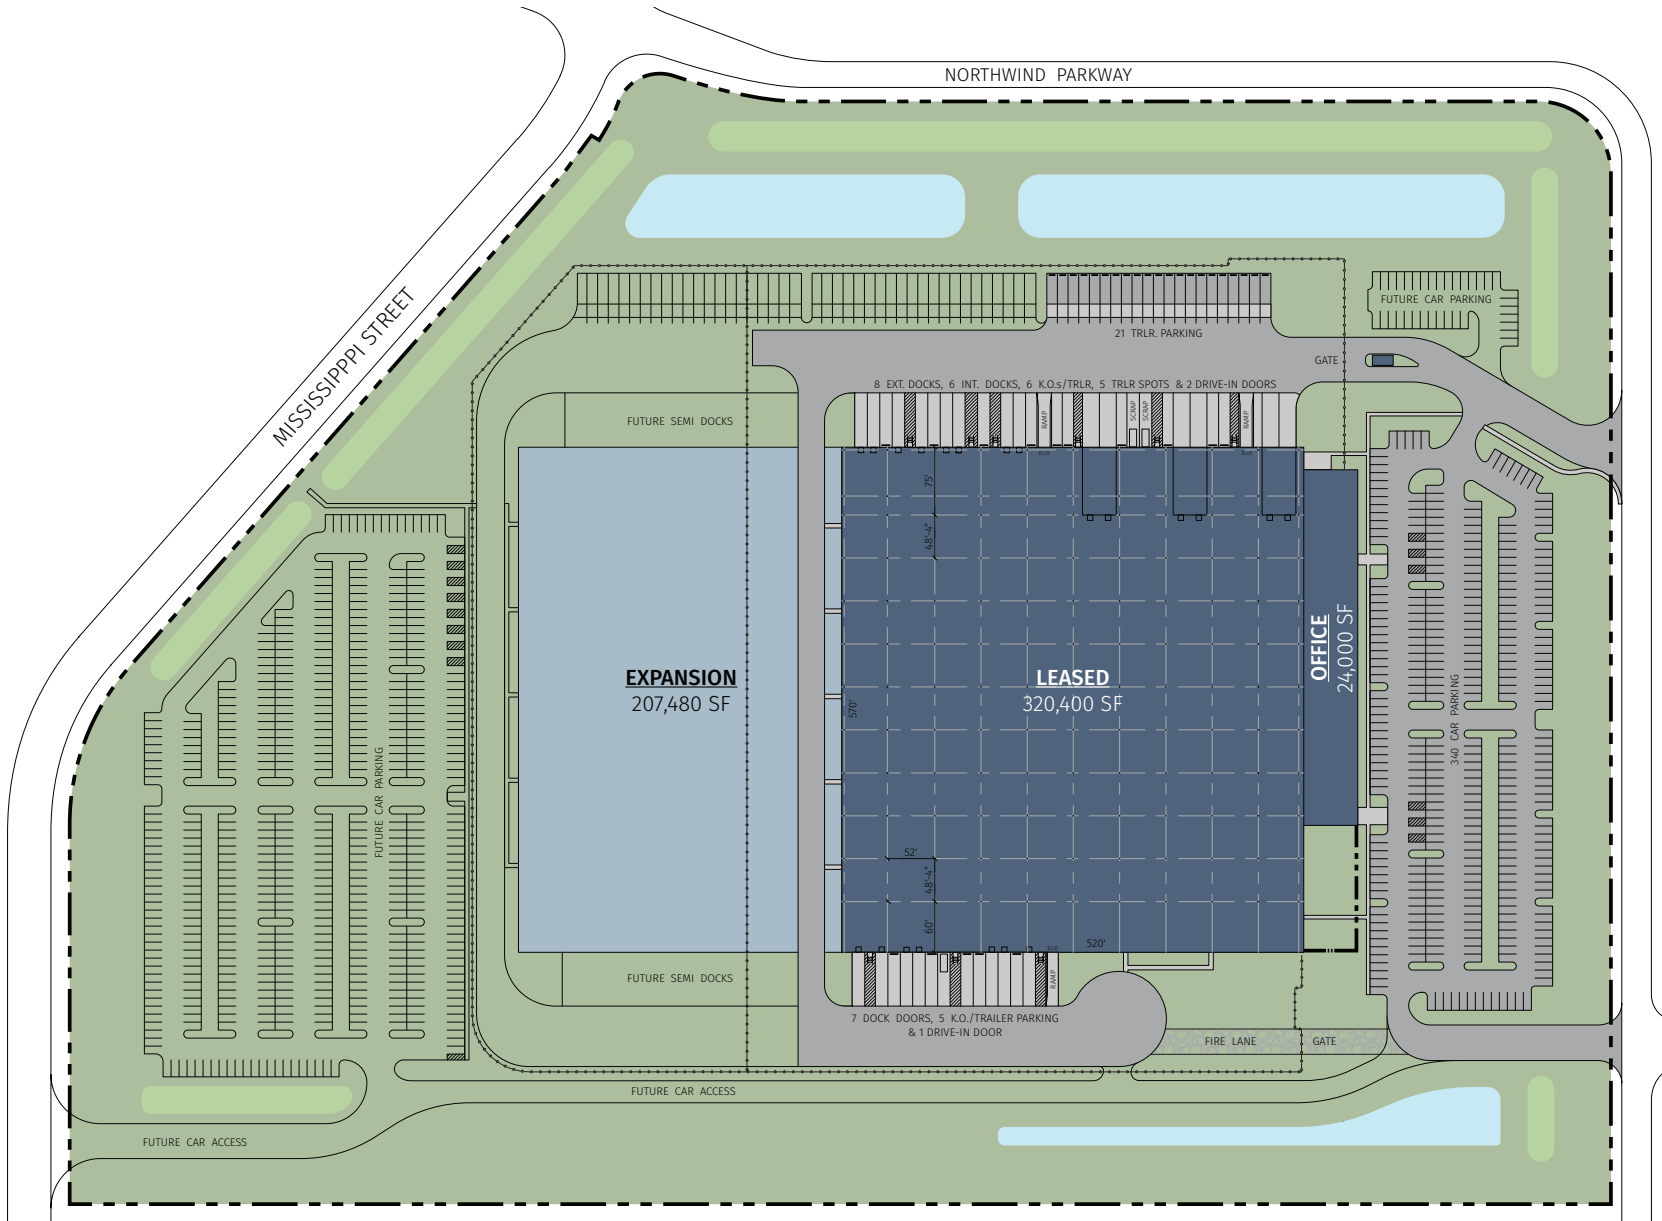 NORTHWIND PARKWAY
MISSISSIPPI STREET
FUTURE CAR PARKING
21 TRLR. PARKING
GATE
8 EXT. DOCKS, 6 INT. DOCKS, 6 K.O.s/TRLR, 5 TRLR SPOTS & 2 DRIVE-IN DOORS
FUTURE SEMI DOCKS
RAMP
SCRAP
SCRAP
RAMP
D.I.D
D.I.D
75'
48'-4"
EXPANSION
207,480 SF
LEASED
320,400 SF
OFFICE
24,000 SF
570'
340 CAR PARKING
FUTURE CAR PARKING
52'
48'-4"
60'
520'
D.I.D
RAMP
FUTURE SEMI DOCKS
7 DOCK DOORS, 5 K.O./TRAILER PARKING
& 1 DRIVE-IN DOOR
FIRE LANE
GATE
FUTURE CAR ACCESS
FUTURE CAR ACCESS